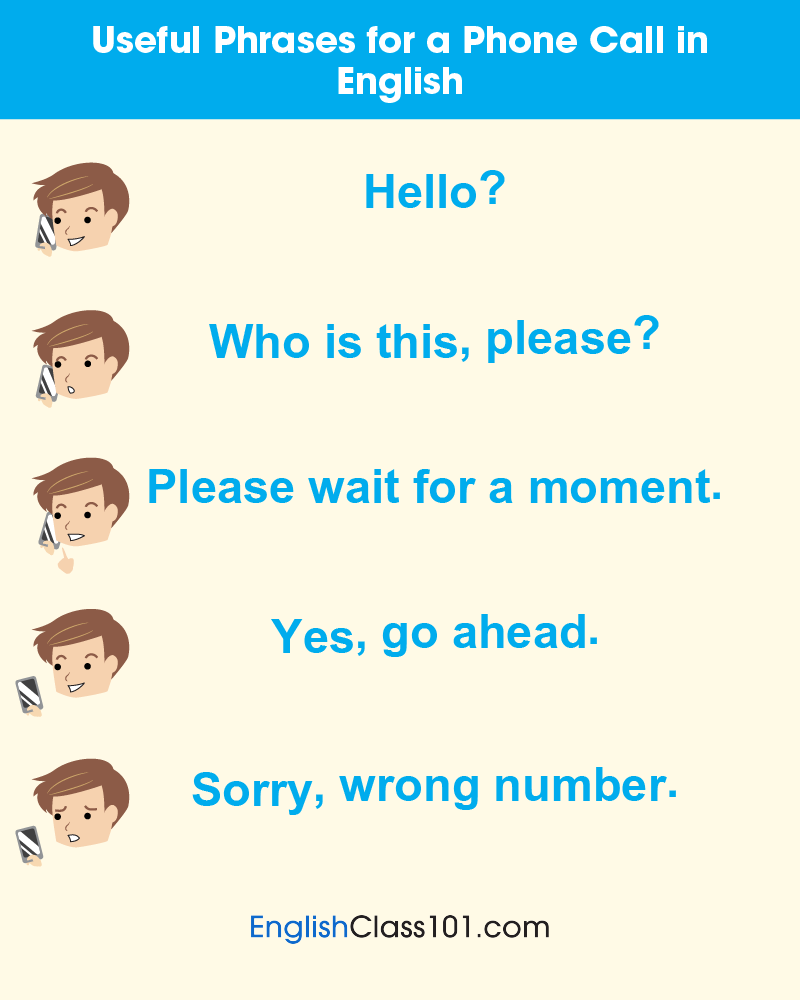 Useful Phrases for a Phone Call in
English
Hello?
Who is this, please?
Please wait for a moment.
Yes, go ahead.
Sorry, wrong number.
EnglishClass101.com